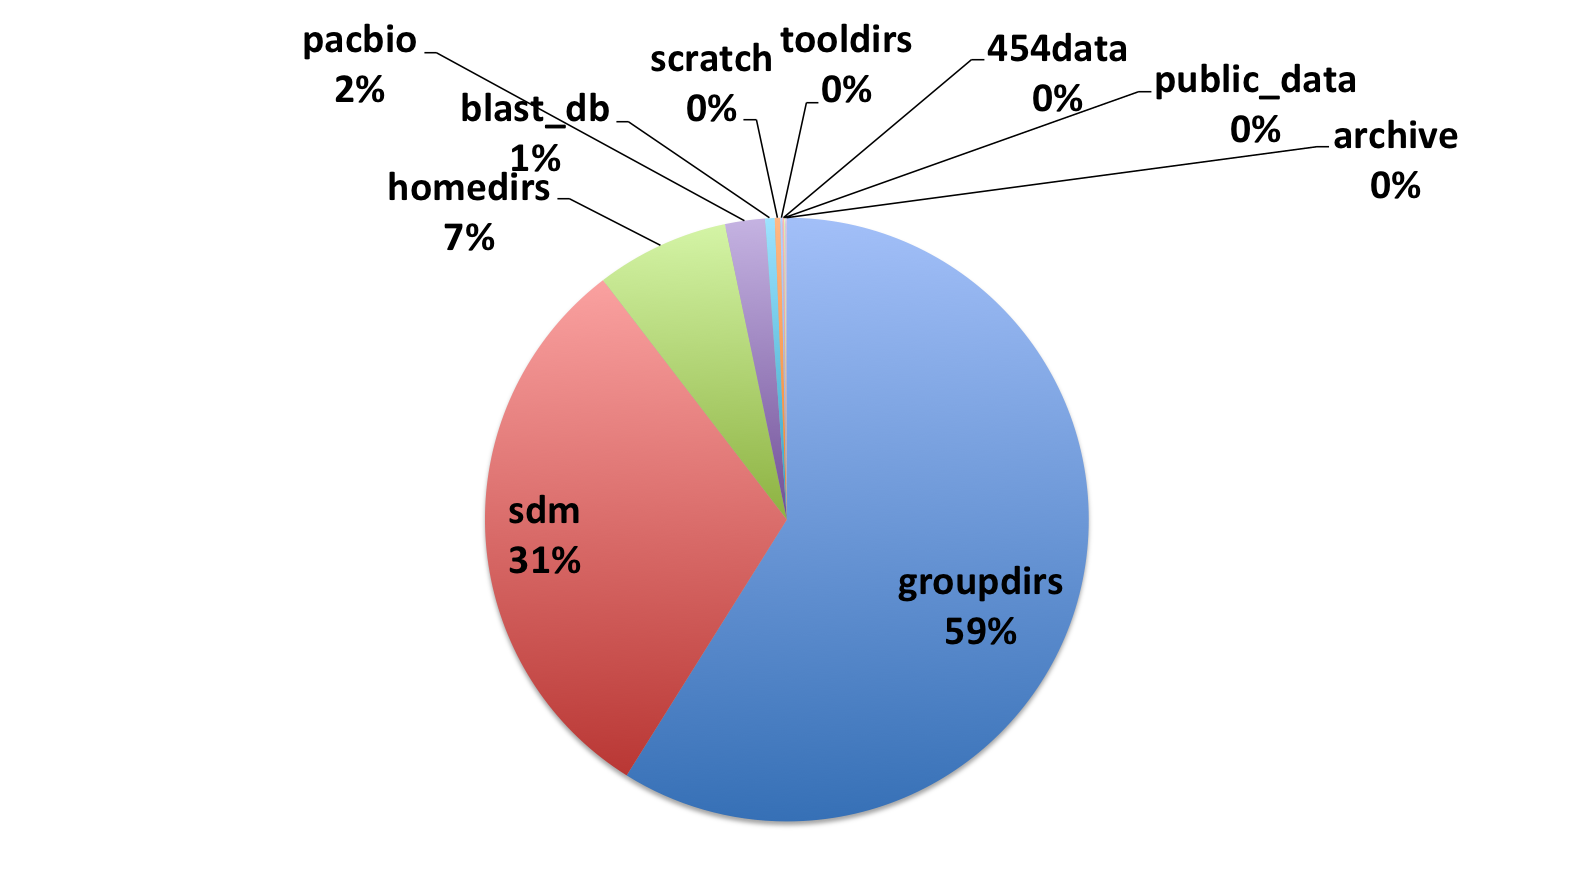 pacbio
2%
blast_db
1%
homedirs
7%
scratch
0%
tooldirs
0%
454data
0%
public_data
0%
archive
0%
sdm
31%
groupdirs
59%